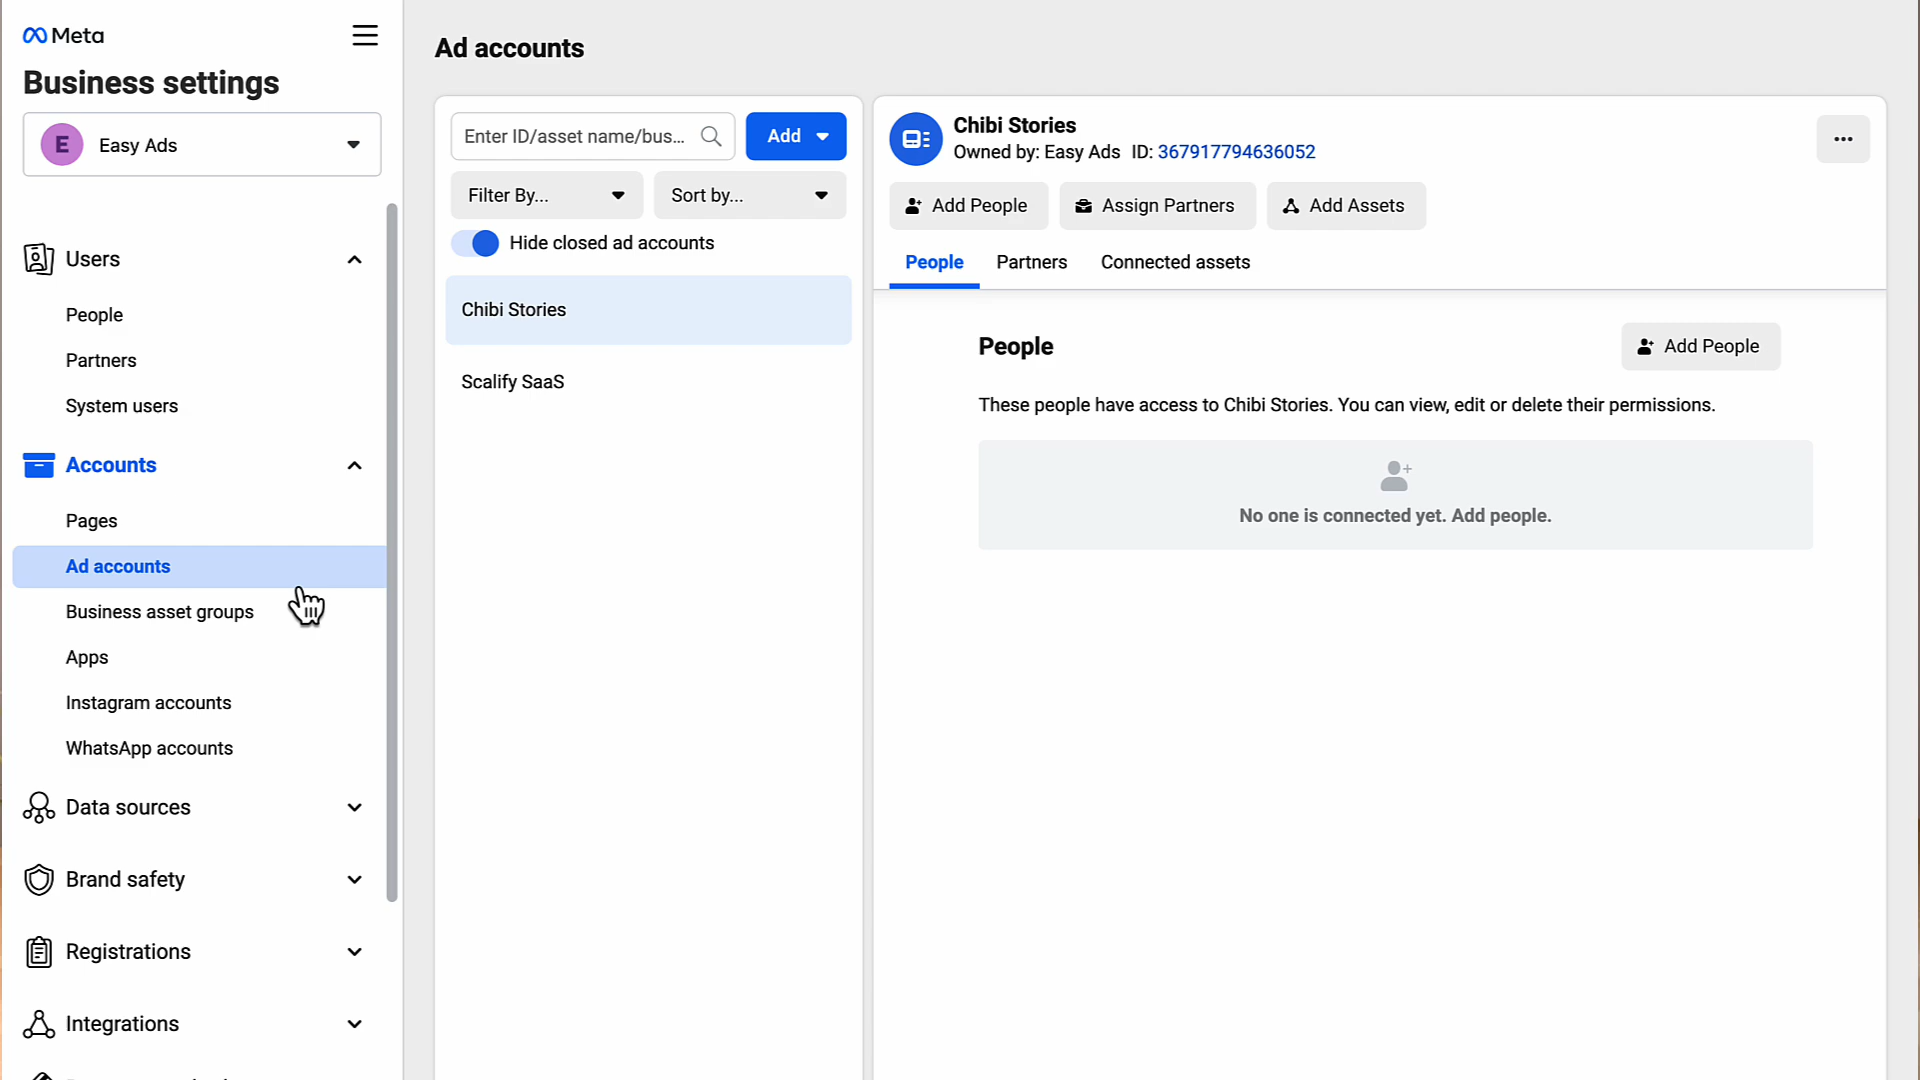 Meta
Business settings
E
Easy Ads
Users
People
Partners
System users
Accounts
Pages
Ad accounts
Business asset groups
Apps
Instagram accounts
WhatsApp accounts
Data sources
Brand safety
Registrations
Integrations
Ad accounts
Enter ID/asset name/bus...
Add
Filter By...
Sort by...
Hide closed ad accounts
Chibi Stories
Scalify SaaS
Chibi Stories
Owned by: Easy Ads ID: 367917794636052
Add People
Assign Partners
Add Assets
People
Partners
Connected assets
People
Add People
These people have access to Chibi Stories. You can view, edit or delete their permissions.
No one is connected yet. Add people.